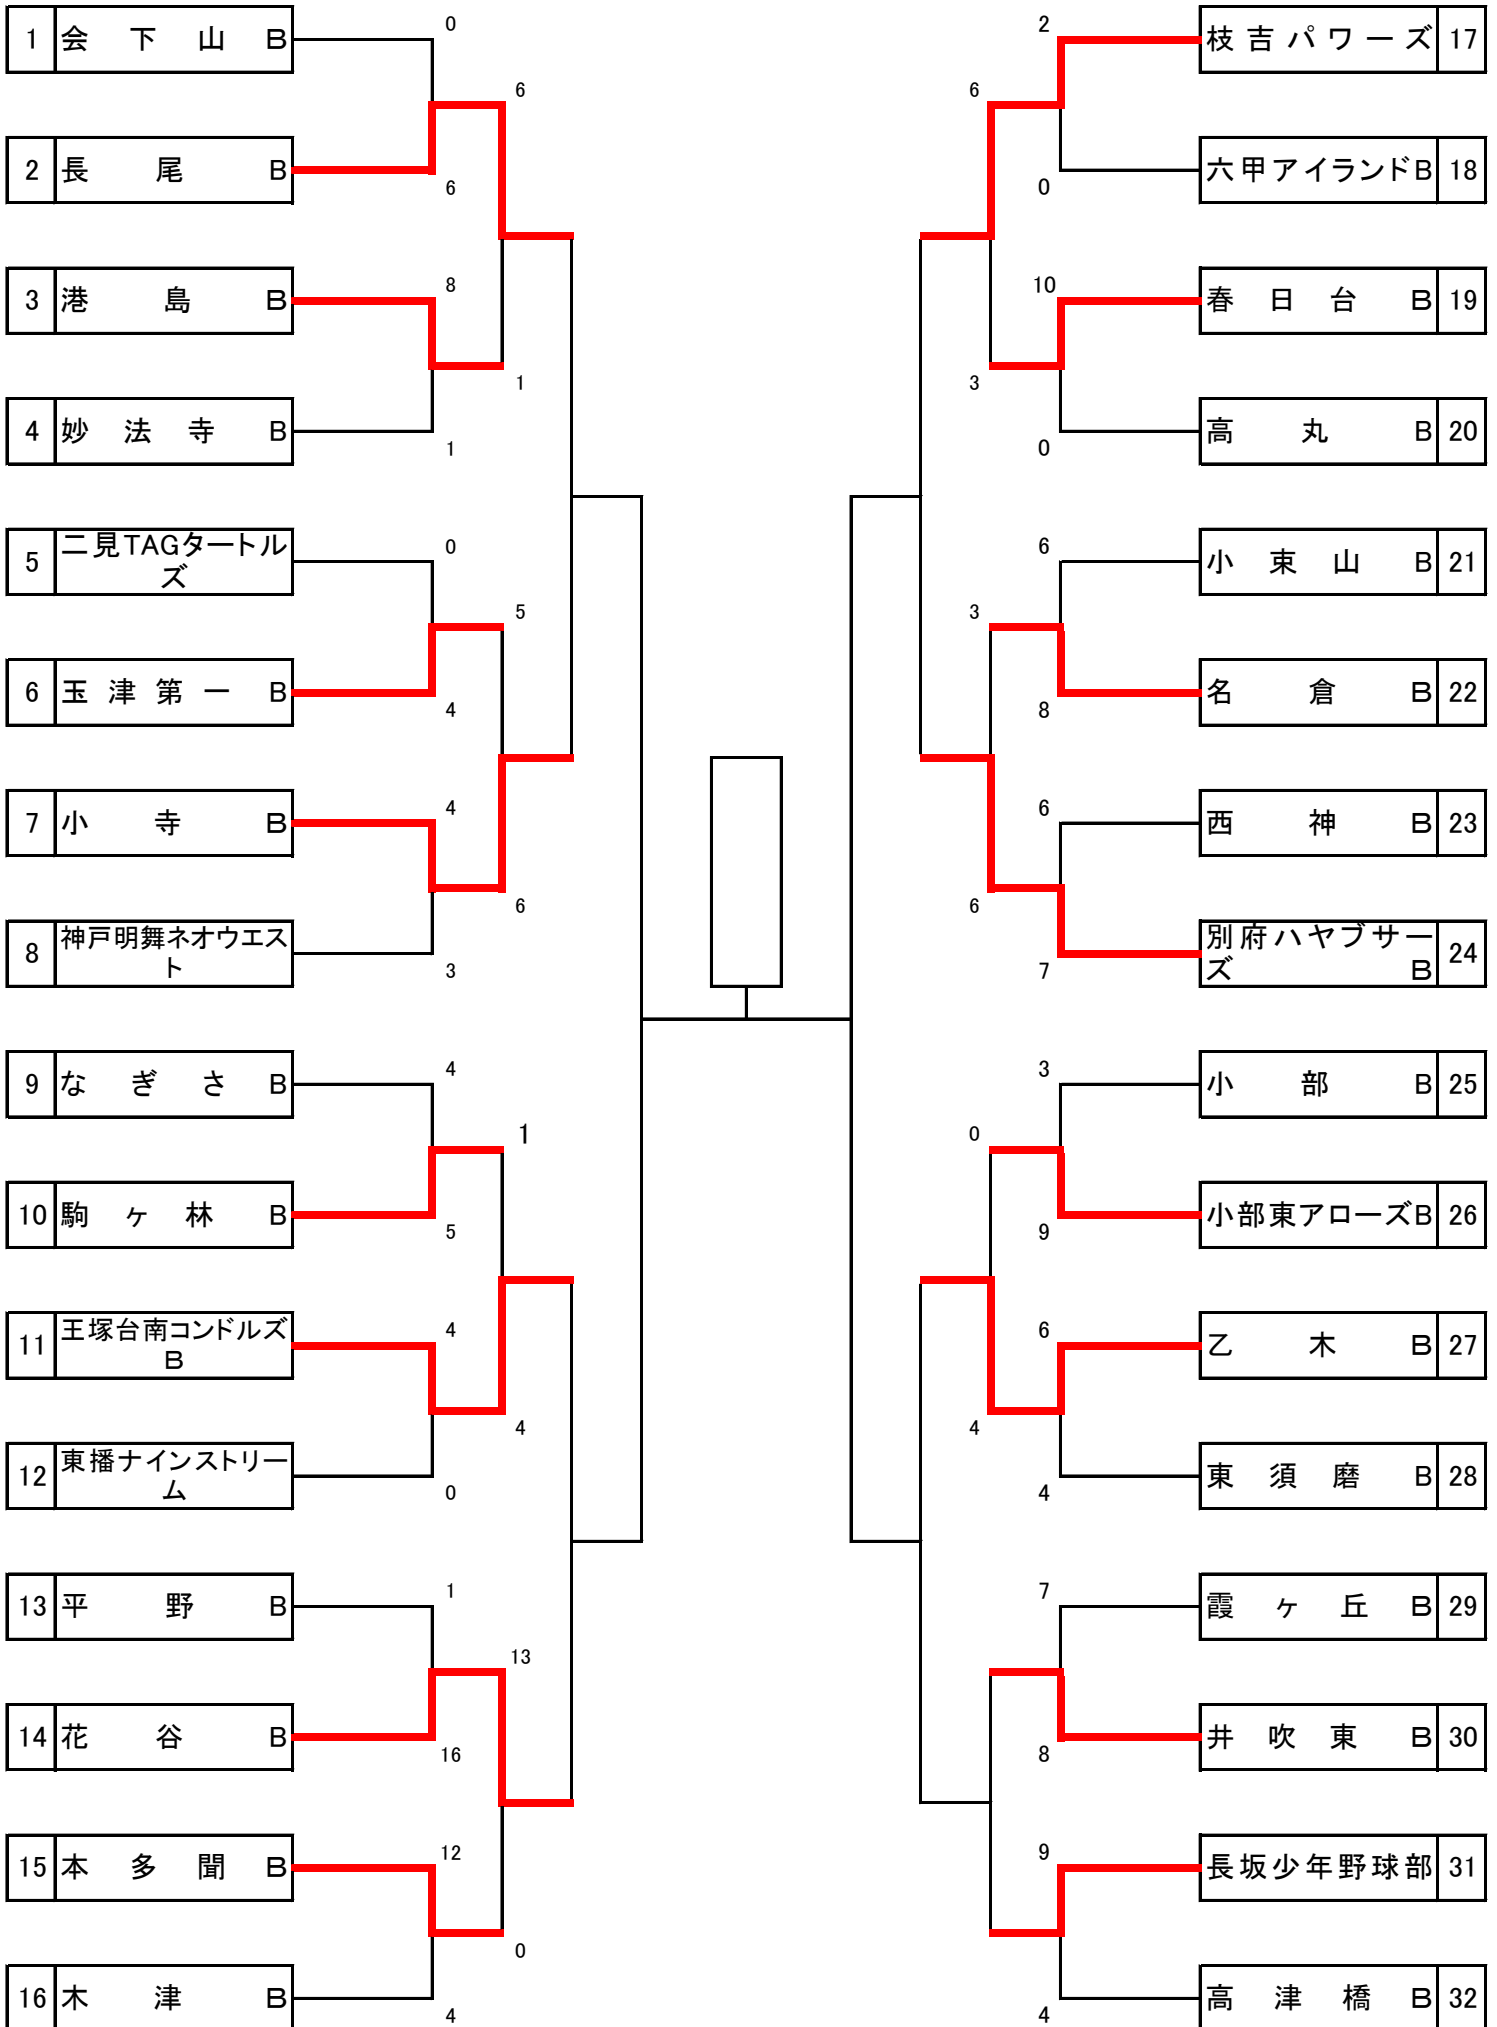 1 会下山 B
0
6
2 長尾 B
6
3 港島 B
8
1
4 妙法寺 B
1
5 二見TAGタートル
ズ
0
5
6 玉津第一 B
4
7 小寺 B
4
6
8 神戸明舞ネオウエス
ト
3
9 なぎさ B
4
1
10 駒ヶ林 B
5
11 王塚台南コンドルズ
B
4
4
12 東播ナインストリー
ム
0
13 平野 B
1
13
14 花谷 B
16
15 本多聞 B
12
0
16 木津 B
4
2
枝吉パワーズ 17
6
六甲アイランドB 18
0
10
春日台 B 19
3
高丸 B 20
0
6
小束山 B 21
3
名倉 B 22
8
6
西神 B 23
6
別府ハヤブサー
ズ B 24
7
3
小部 B 25
0
小部東アローズB 26
9
6
乙木 B 27
4
東須磨 B 28
4
7
霞ヶ丘 B 29
井吹東 B 30
8
9
長坂少年野球部 31
高津橋 B 32
4